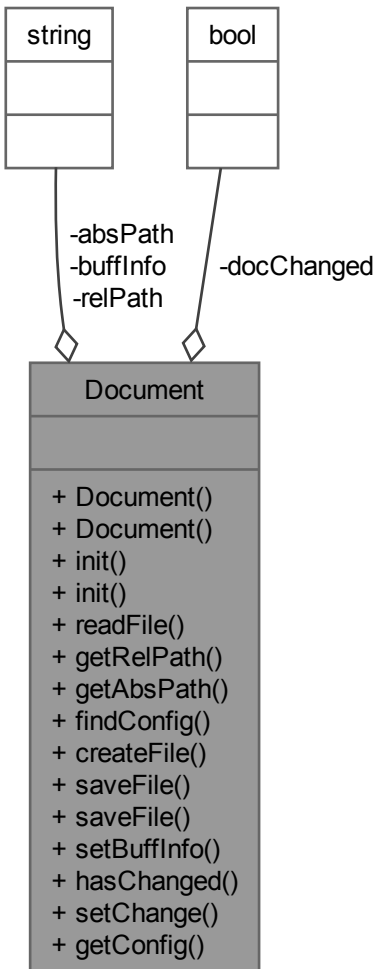 string
bool
-absPath
-buffInfo
-relPath
-docChanged
Document
+ Document()
+ Document()
+ init()
+ init()
+ readFile()
+ getRelPath()
+ getAbsPath()
+ findConfig()
+ createFile()
+ saveFile()
+ saveFile()
+ setBuffInfo()
+ hasChanged()
+ setChange()
+ getConfig()